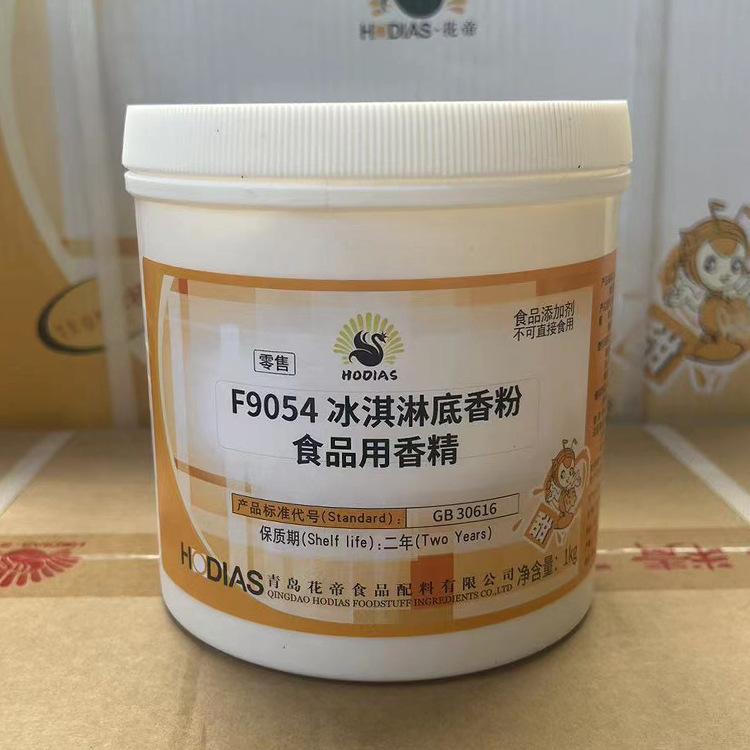 HODIAS·花帝
食品添加剂
不可直接食用
零售
HODIAS
F9054 冰淇淋底香粉
食品用香精
产品标准代号(Standard): GB 30616
保质期(Shelf life):二年(Two Years)
甜
HODIAS 青岛花帝食品配料有限公司 净含量:1kg
QINGDAO HODIAS FOODSTUFF INGREDIENTS CO.,LTD